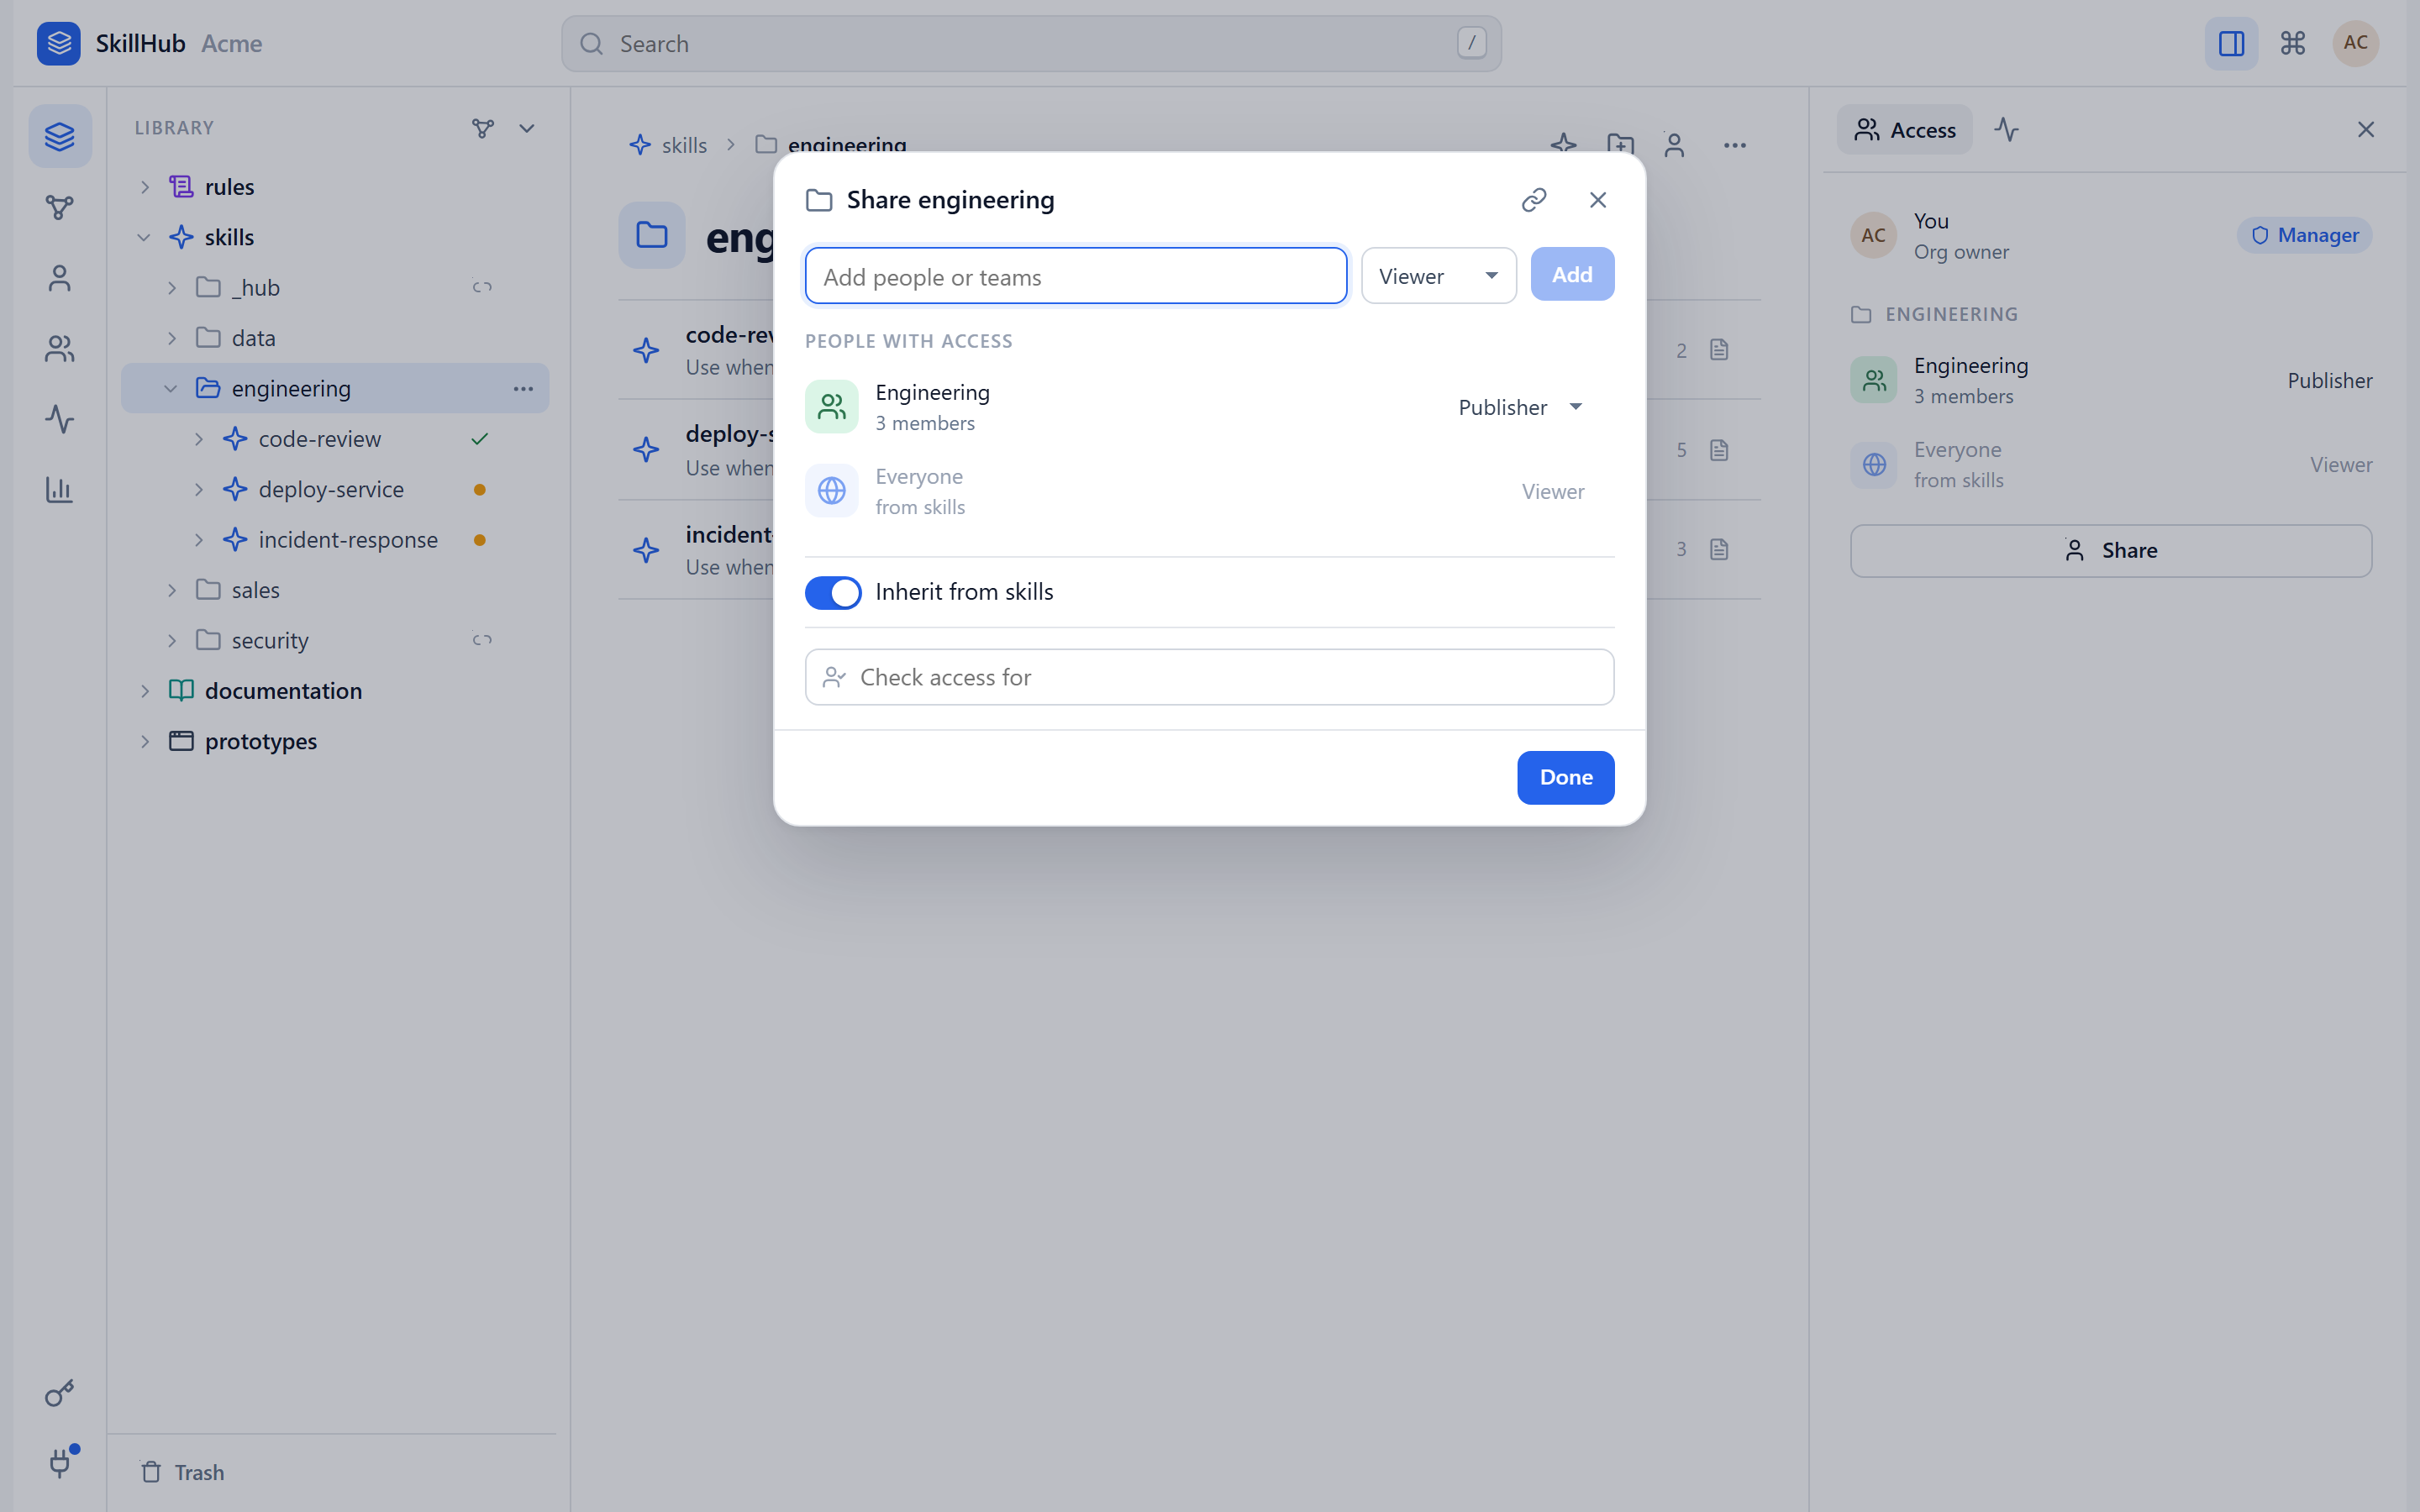 SkillHub Acme
Search
/
AC
LIBRARY
rules
skills
_hub
data
engineering
code-review
deploy-service
incident-response
sales
security
documentation
prototypes
Trash
skills
engineering
eng
code-rev
Use when
2
deploy-s
Use when
5
incident-
Use when
3
Share engineering
Add people or teams
Viewer
Add
PEOPLE WITH ACCESS
Engineering
3 members
Publisher
Everyone
from skills
Viewer
Inherit from skills
Check access for
Done
Access
AC
You
Org owner
Manager
ENGINEERING
Engineering
3 members
Publisher
Everyone
from skills
Viewer
Share